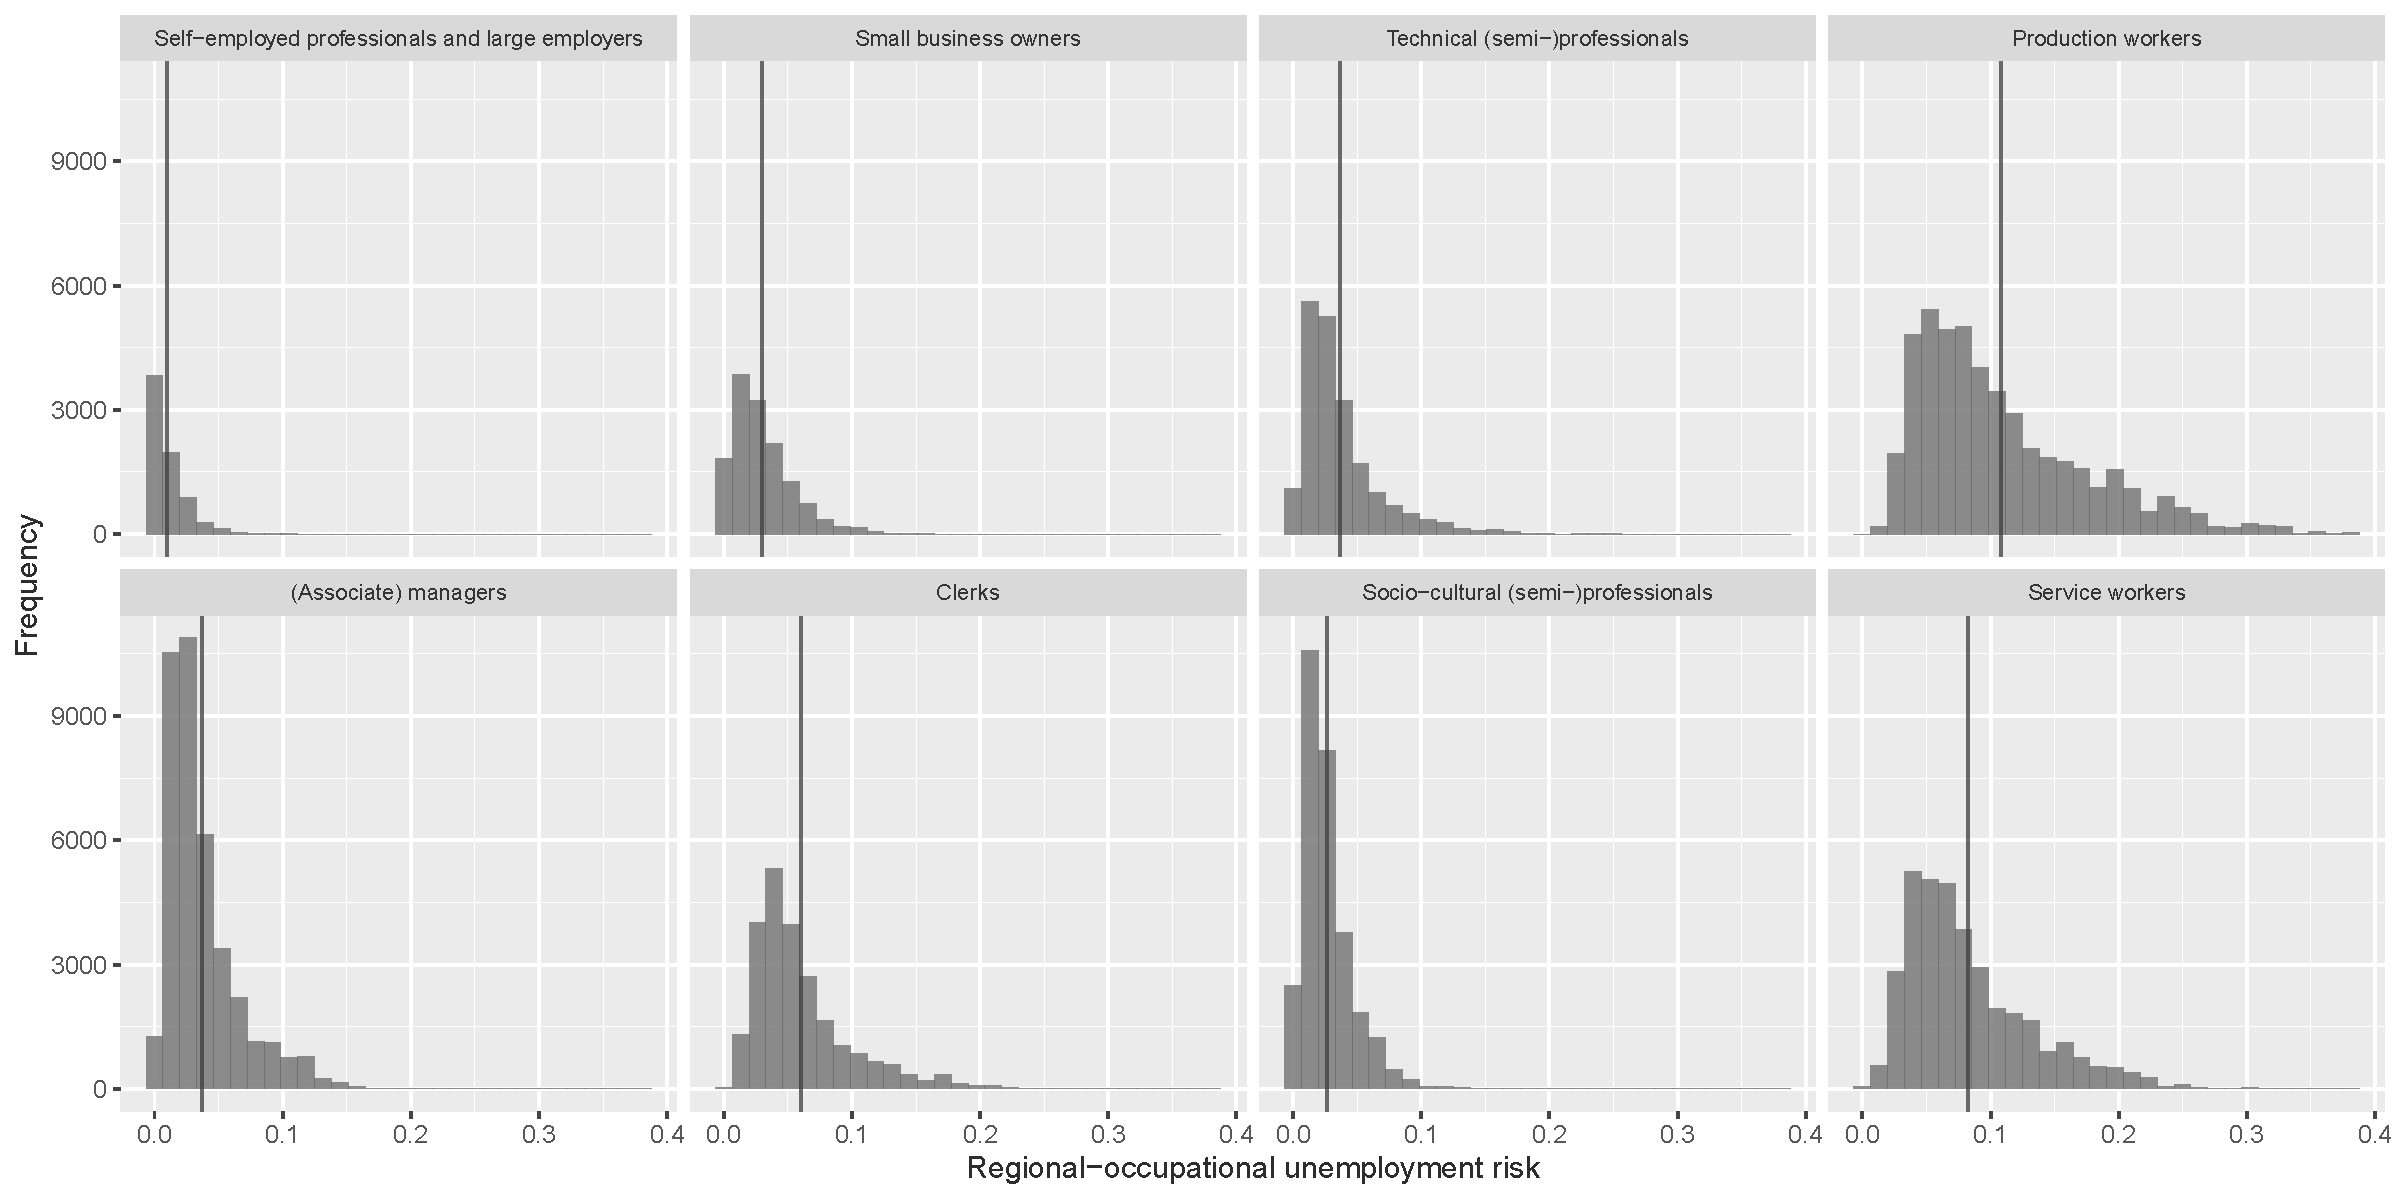 Self−employed professionals and large employers
Small business owners
Technical (semi−)professionals
Production workers
9000
6000
3000
0
(Associate) managers
Clerks
Socio−cultural (semi−)professionals
Service workers
9000
6000
3000
0
Frequency
0.0 0.1 0.2 0.3 0.4
0.0 0.1 0.2 0.3 0.4
0.0 0.1 0.2 0.3 0.4
0.0 0.1 0.2 0.3 0.4
Regional−occupational unemployment risk